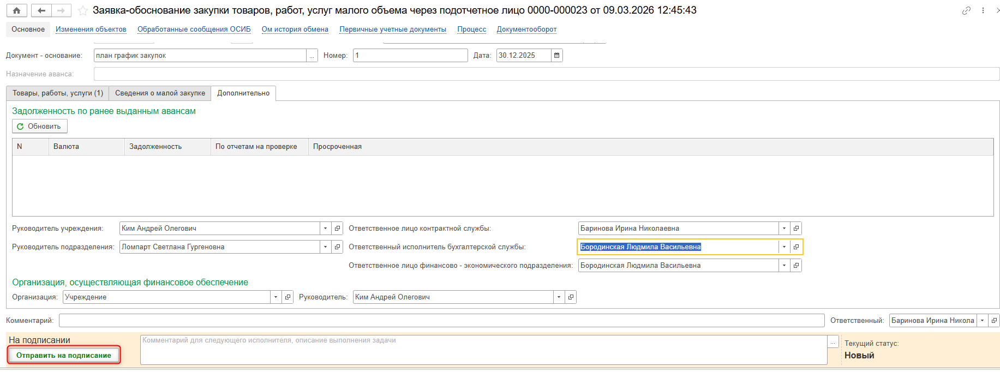 Заявка-обоснование закупки товаров, работ, услуг малого объема через подотчетное лицо 0000-000023 от 09.03.2026 12:45:43
Основное Изменения объектов Обработанные сообщения ОСИБ Ом история обмена Первичные учетные документы Процесс Документооборот
Документ - основание: план график закупок ... Номер: 1 Дата: 30.12.2025
Назначение аванса:
Товары, работы, услуги (1) Сведения о малой закупке Дополнительно
Задолженность по ранее выданным авансам
Обновить
N Валюта Задолженность По отчетам на проверке Просроченная
Руководитель учреждения: Ким Андрей Олегович Ответственное лицо контрактной службы: Баринова Ирина Николаевна
Руководитель подразделения: Ломпарт Светлана Гургеновна Ответственный исполнитель бухгалтерской службы: Бородинская Людмила Васильевна
Ответственное лицо финансово - экономического подразделения: Бородинская Людмила Васильевна
Организация, осуществляющая финансовое обеспечение
Организация: Учреждение Руководитель: Ким Андрей Олегович
Комментарий: Ответственный: Баринова Ирина Никола
На подписании Комментарий для следующего исполнителя, описание выполнения задачи ... Текущий статус:
Отправить на подписание Новый